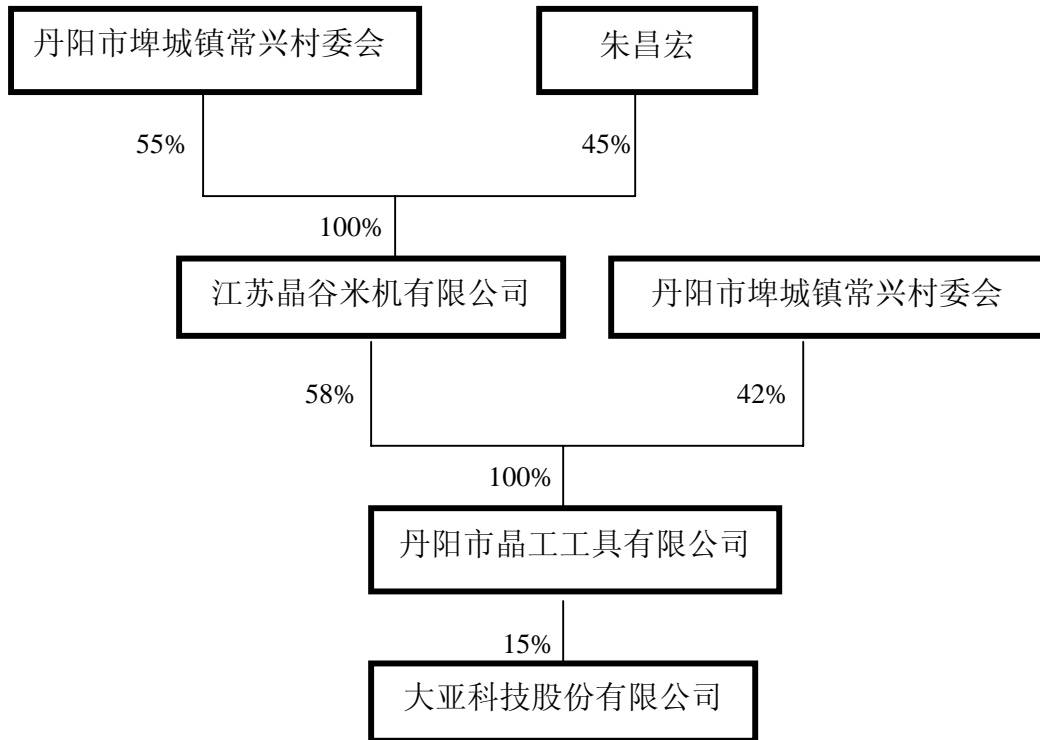 丹阳市埤城镇常兴村委会
朱昌宏
55%
45%
100%
江苏晶谷米机有限公司
丹阳市埤城镇常兴村委会
58%
42%
100%
丹阳市晶工工具有限公司
15%
大亚科技股份有限公司